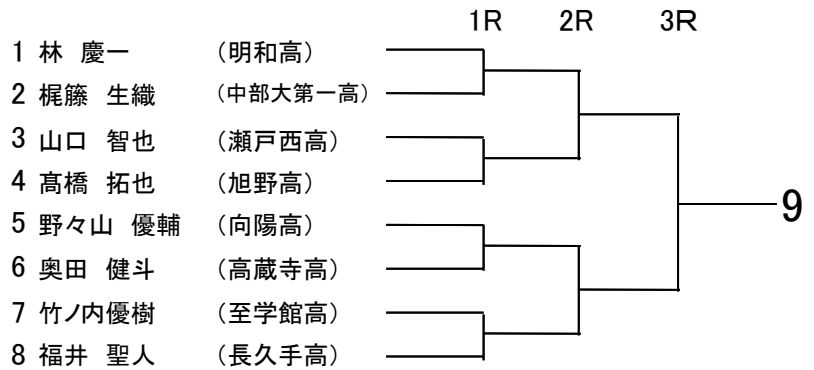 1R 2R 3R
1 林 慶一 (明和高)
2 梶藤 生織 (中部大第一高)
3 山口 智也 (瀬戸西高)
4 髙橋 拓也 (旭野高)
5 野々山 優輔 (向陽高)
6 奥田 健斗 (高蔵寺高)
7 竹ノ内優樹 (至学館高)
8 福井 聖人 (長久手高)
9